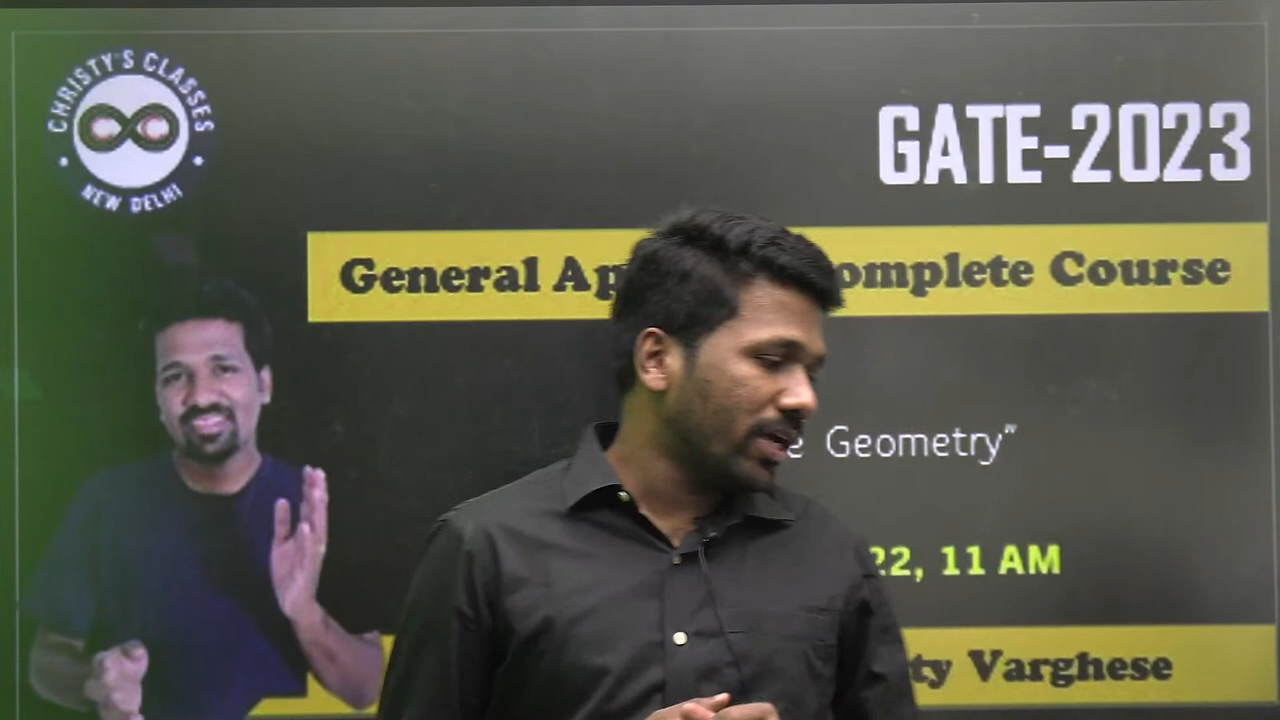 CHRISTY'S CLASSES
NEW DELHI
GATE-2023
General Ap omplete Course
e Geometry"
22, 11 AM
ty Varghese